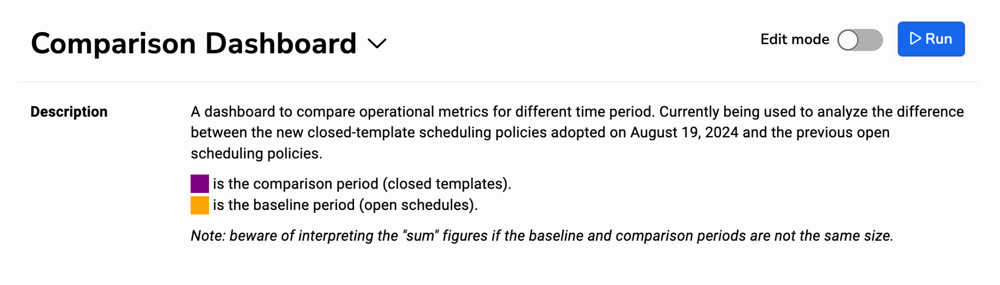 Comparison Dashboard
Edit mode
Run
Description
A dashboard to compare operational metrics for different time period. Currently being used to analyze the difference
between the new closed-template scheduling policies adopted on August 19, 2024 and the previous open
scheduling policies.
is the comparison period (closed templates).
is the baseline period (open schedules).
Note: beware of interpreting the "sum" figures if the baseline and comparison periods are not the same size.